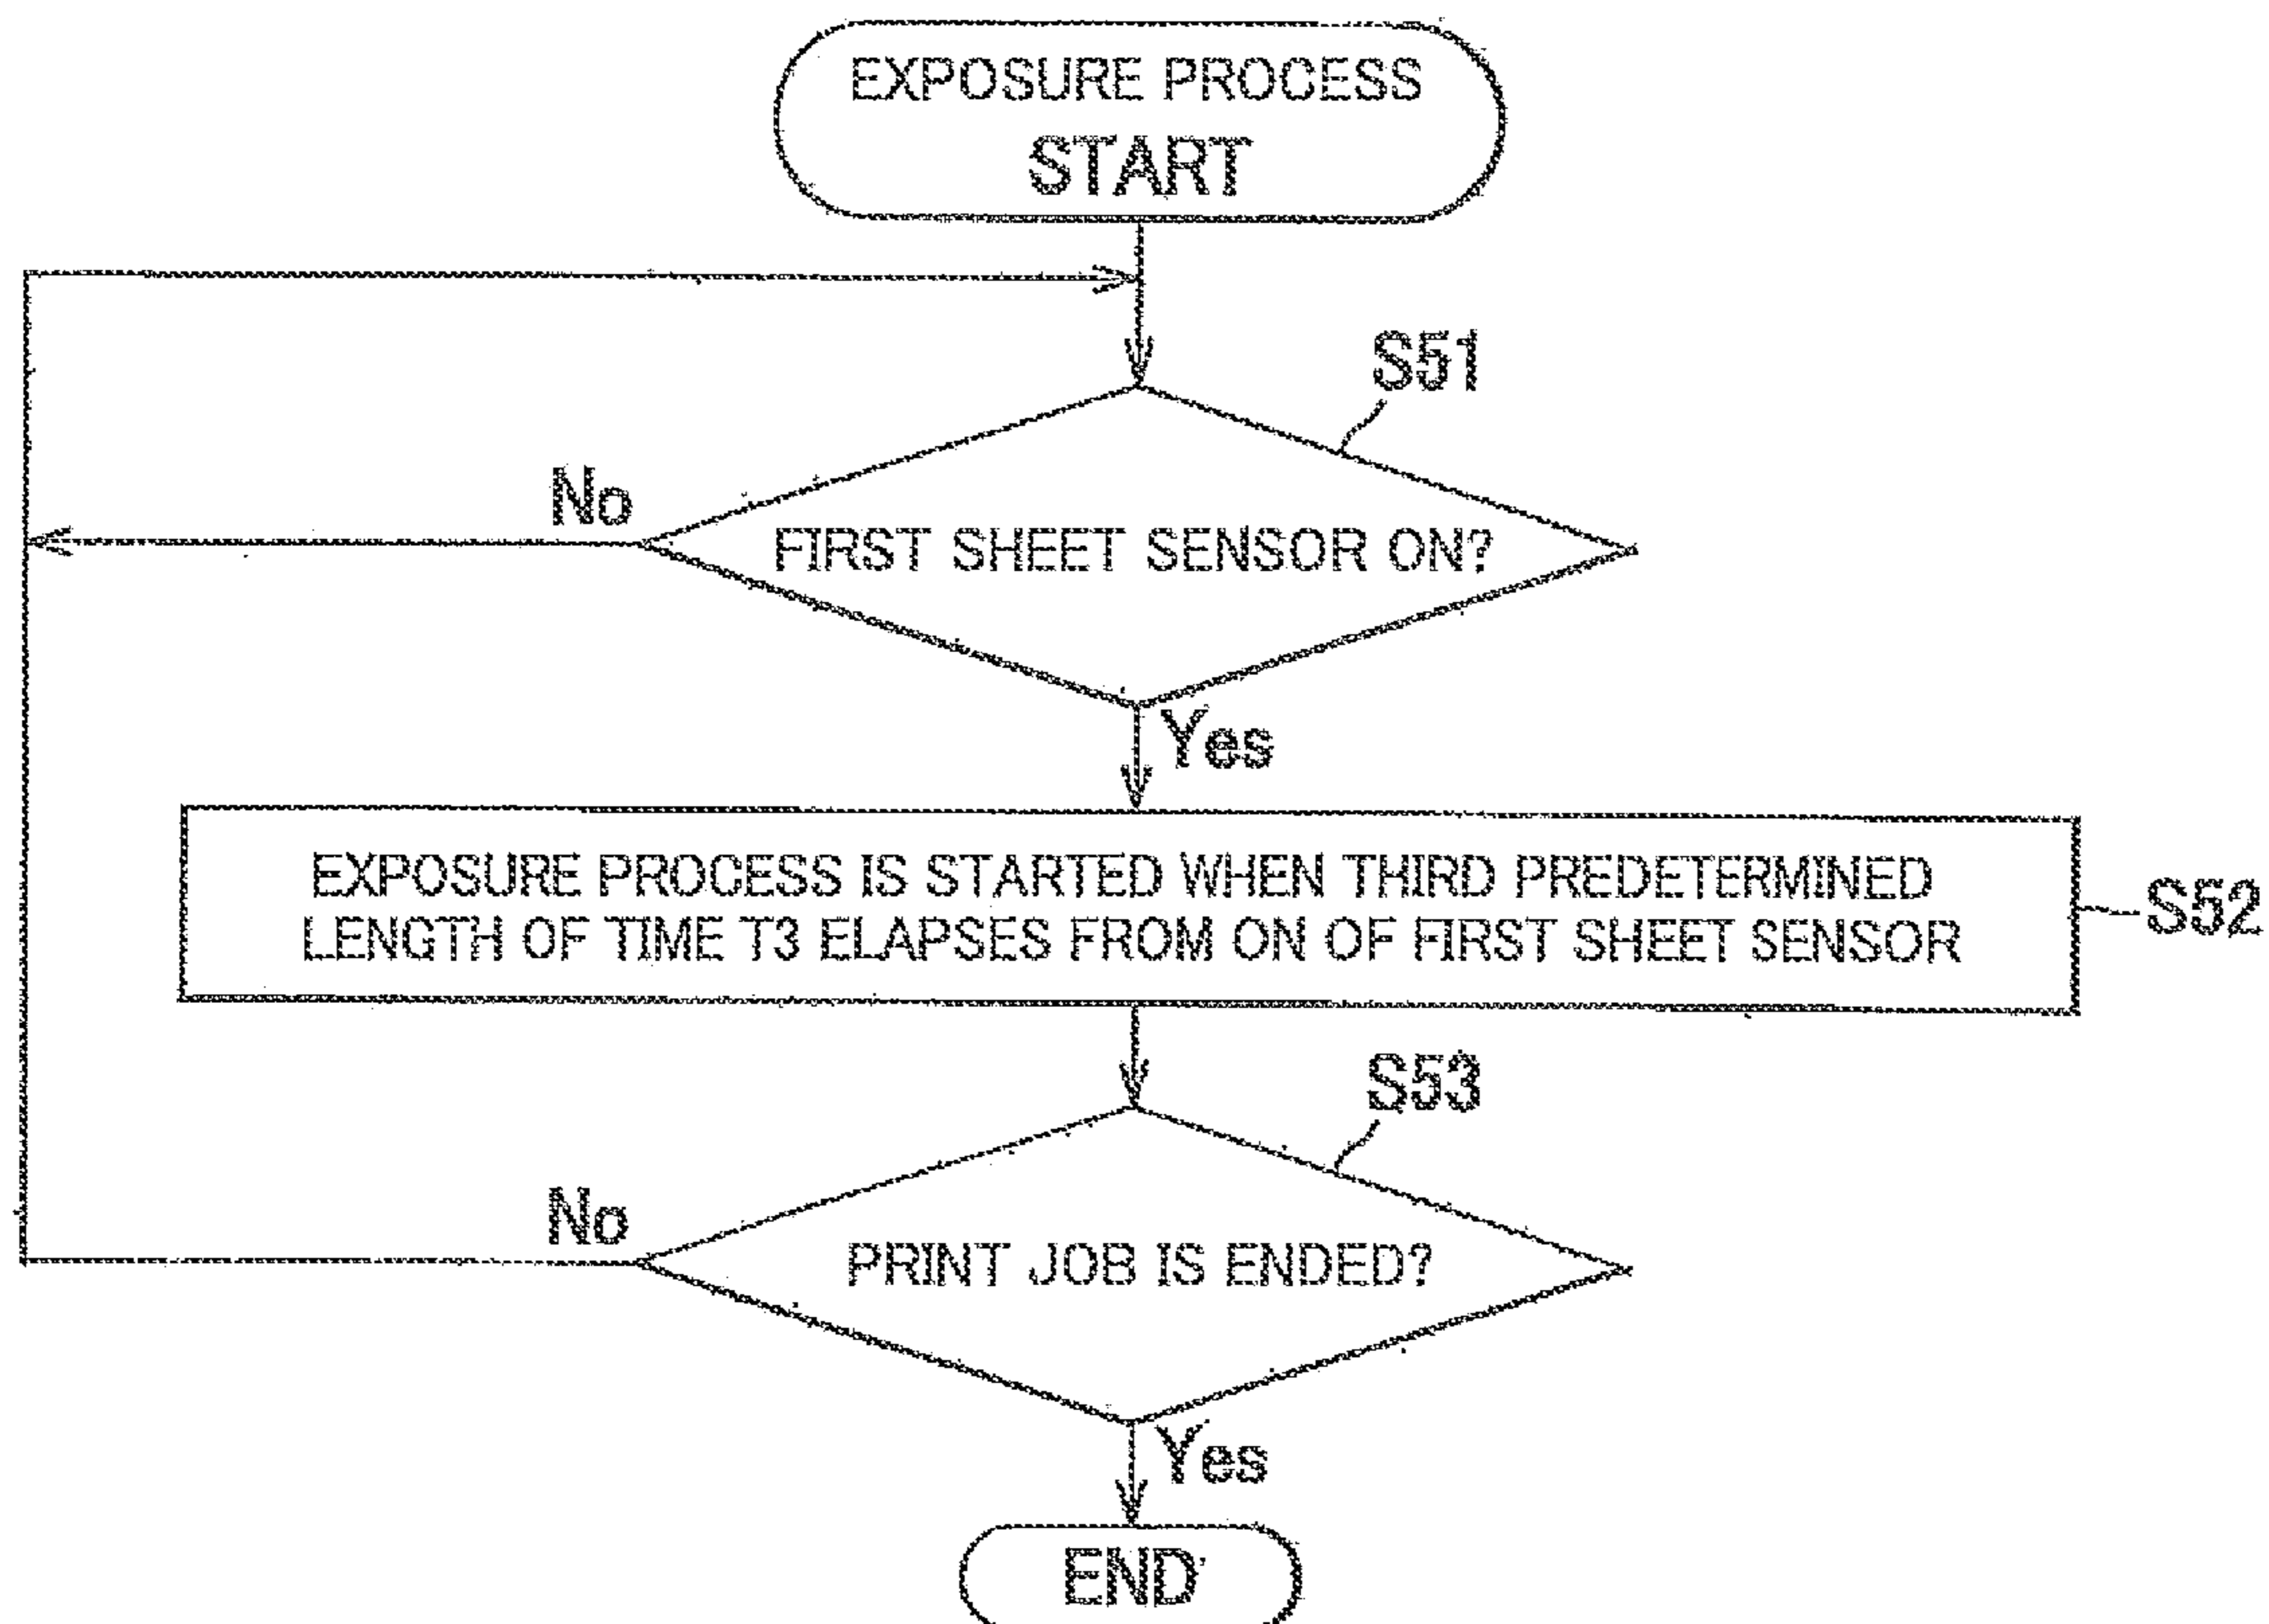 EXPOSURE PROCESS
START
S51
No
FIRST SHEET SENSOR ON?
Yes
EXPOSURE PROCESS IS STARTED WHEN THIRD PREDETERMINED
LENGTH OF TIME T3 ELAPSES FROM ON OF FIRST SHEET SENSOR
S52
S53
No
PRINT JOB IS ENDED?
Yes
END